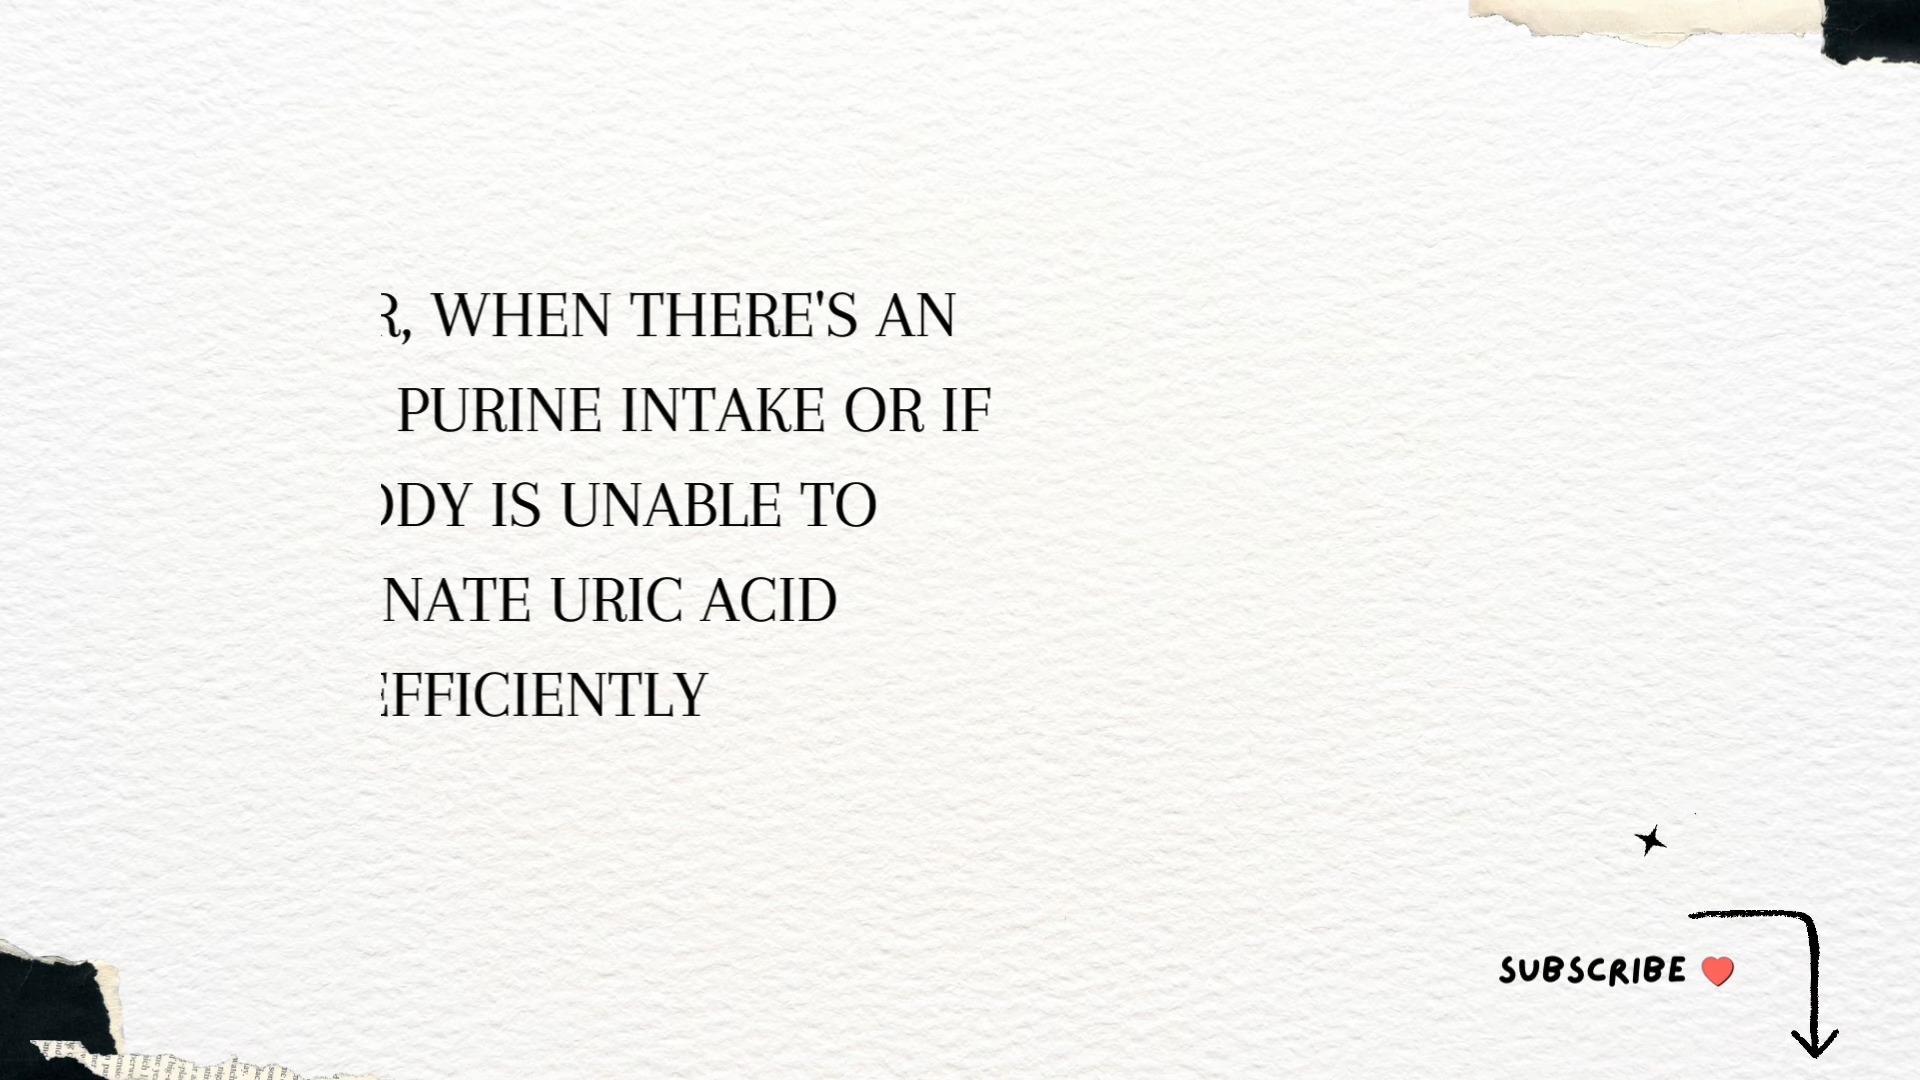 R, WHEN THERE'S AN
PURINE INTAKE OR IF
ODY IS UNABLE TO
NATE URIC ACID
EFFICIENTLY
SUBSCRIBE